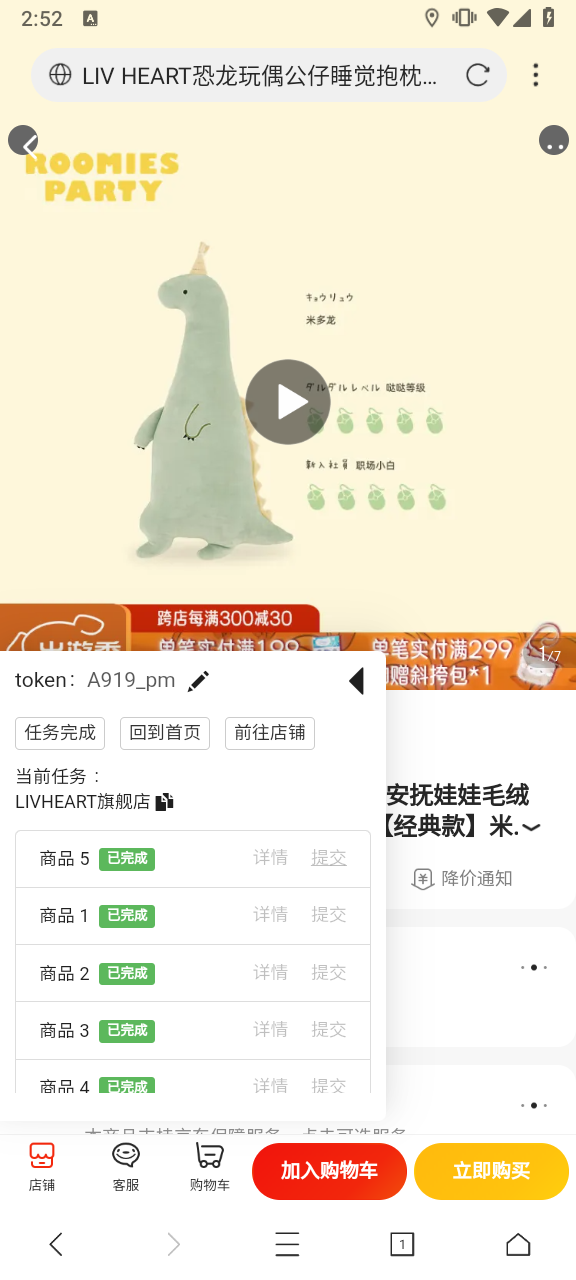 2:52
LIV HEART恐龙玩偶公仔睡觉抱枕...
ROOMIES
PARTY
キョウリュウ
米多龙
ダルダルレベル 哒哒等级
新入社員 职场小白
跨店每满300减30
单笔实付满199
单笔实付满299
加赠斜挎包*1
1/7
token: A919_pm
任务完成
回到首页
前往店铺
当前任务：
LIVHEART旗舰店
安抚娃娃毛绒
【经典款】米.
降价通知
商品 5 已完成 详情 提交
商品 1 已完成 详情 提交
商品 2 已完成 详情 提交
商品 3 已完成 详情 提交
商品 4 已完成 详情 提交
店铺
客服
购物车
加入购物车
立即购买
1